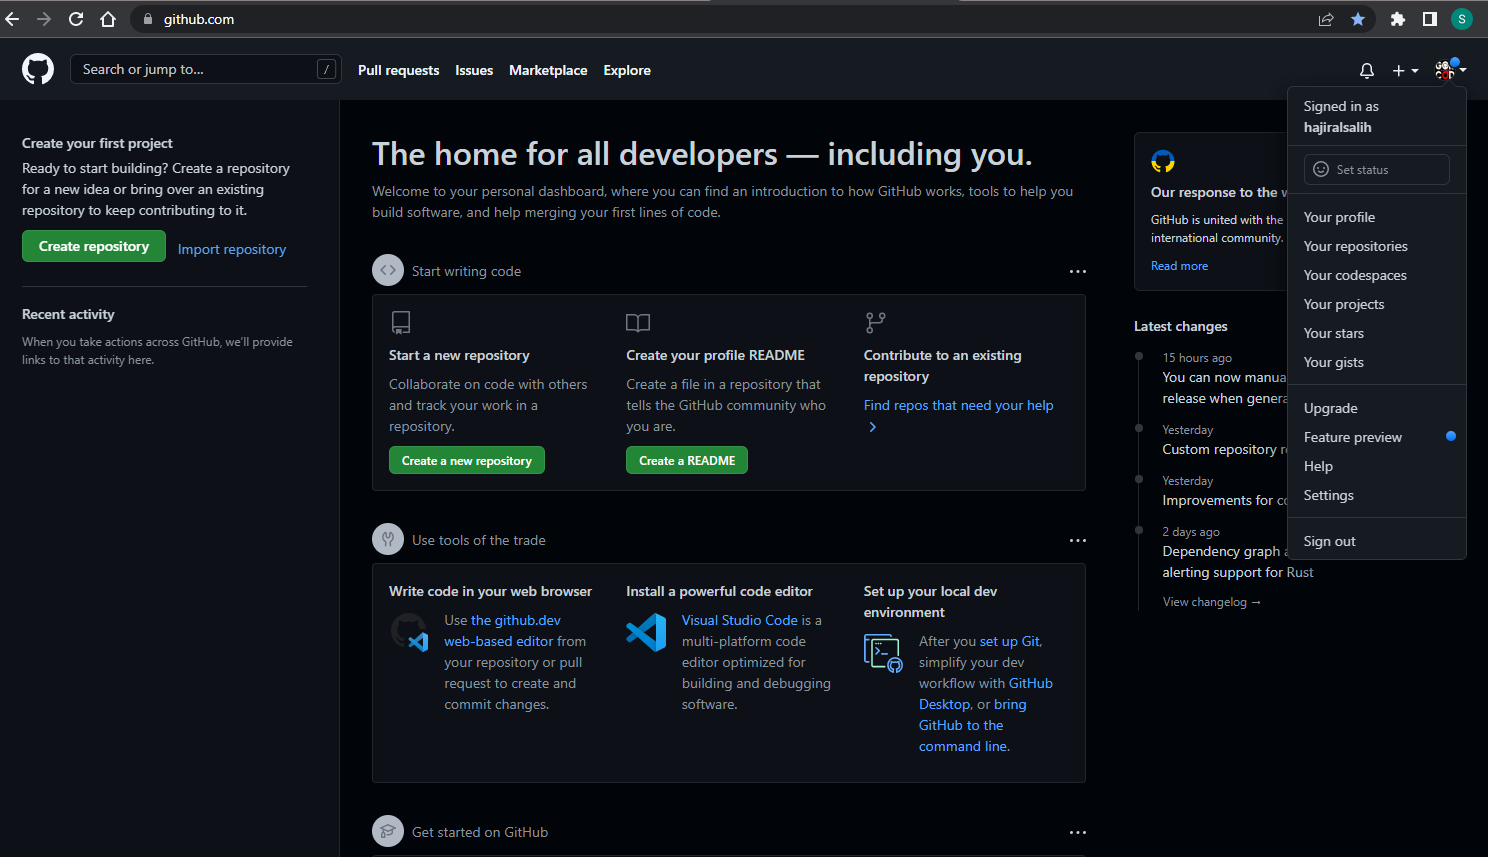 github.com
S
Search or jump to...
/
Pull requests
Issues
Marketplace
Explore
Create your first project
Ready to start building? Create a repository
for a new idea or bring over an existing
repository to keep contributing to it.
Create repository
Import repository
Recent activity
When you take actions across GitHub, we'll provide
links to that activity here.
The home for all developers — including you.
Welcome to your personal dashboard, where you can find an introduction to how GitHub works, tools to help you
build software, and help merging your first lines of code.
Start writing code
Start a new repository
Collaborate on code with others
and track your work in a
repository.
Create a new repository
Create your profile README
Create a file in a repository that
tells the GitHub community who
you are.
Create a README
Contribute to an existing
repository
Find repos that need your help
Use tools of the trade
Write code in your web browser
Use the github.dev
web-based editor from
your repository or pull
request to create and
commit changes.
Install a powerful code editor
Visual Studio Code is a
multi-platform code
editor optimized for
building and debugging
software.
Set up your local dev
environment
After you set up Git,
simplify your dev
workflow with GitHub
Desktop, or bring
GitHub to the
command line.
Get started on GitHub
Our response to the
GitHub is united with the
international community.
Read more
Latest changes
15 hours ago
You can now
release when
Yesterday
Custom repository
Yesterday
Improvements for
2 days ago
Dependency graph
alerting support for Rust
View changelog →
Signed in as
hajiralsalih
Set status
Your profile
Your repositories
Your codespaces
Your projects
Your stars
Your gists
Upgrade
Feature preview
Help
Settings
Sign out